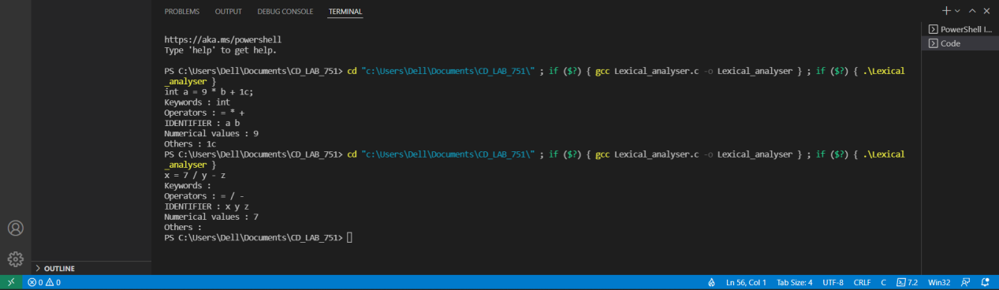 PROBLEMS OUTPUT DEBUG CONSOLE TERMINAL
https://aka.ms/powershell
Type 'help' to get help.
PS C:\Users\Dell\Documents\CD_LAB_751> cd "c:\Users\Dell\Documents\CD_LAB_751\" ; if ($?) { gcc Lexical_analyser.c -o Lexical_analyser } ; if ($?) { .\Lexical
_analyser }
int a = 9 * b + 1c;
Keywords : int
Operators : = * +
IDENTIFIER : a b
Numerical values : 9
Others : 1c
PS C:\Users\Dell\Documents\CD_LAB_751> cd "c:\Users\Dell\Documents\CD_LAB_751\" ; if ($?) { gcc Lexical_analyser.c -o Lexical_analyser } ; if ($?) { .\Lexical
_analyser }
x = 7 / y - z
Keywords :
Operators : = / -
IDENTIFIER : x y z
Numerical values : 7
Others :
PS C:\Users\Dell\Documents\CD_LAB_751>
PowerShell I...
Code
OUTLINE
0 0 Ln 56, Col 1 Tab Size: 4 UTF-8 CRLF C 7.2 Win32